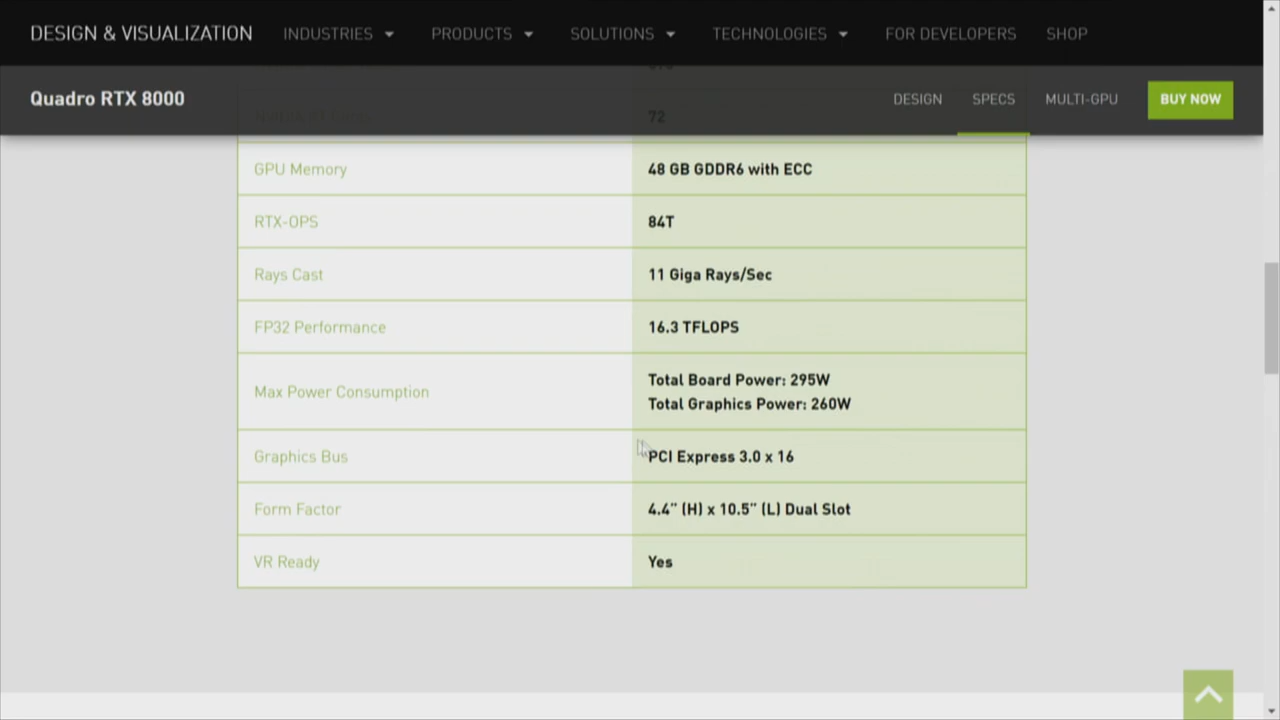 DESIGN & VISUALIZATION INDUSTRIES PRODUCTS SOLUTIONS TECHNOLOGIES FOR DEVELOPERS SHOP
Quadro RTX 8000 DESIGN SPECS MULTI-GPU BUY NOW
72
GPU Memory 48 GB GDDR6 with ECC
RTX-OPS 84T
Rays Cast 11 Giga Rays/Sec
FP32 Performance 16.3 TFLOPS
Max Power Consumption Total Board Power: 295W
Total Graphics Power: 260W
Graphics Bus PCI Express 3.0 x 16
Form Factor 4.4” (H) x 10.5” (L) Dual Slot
VR Ready Yes